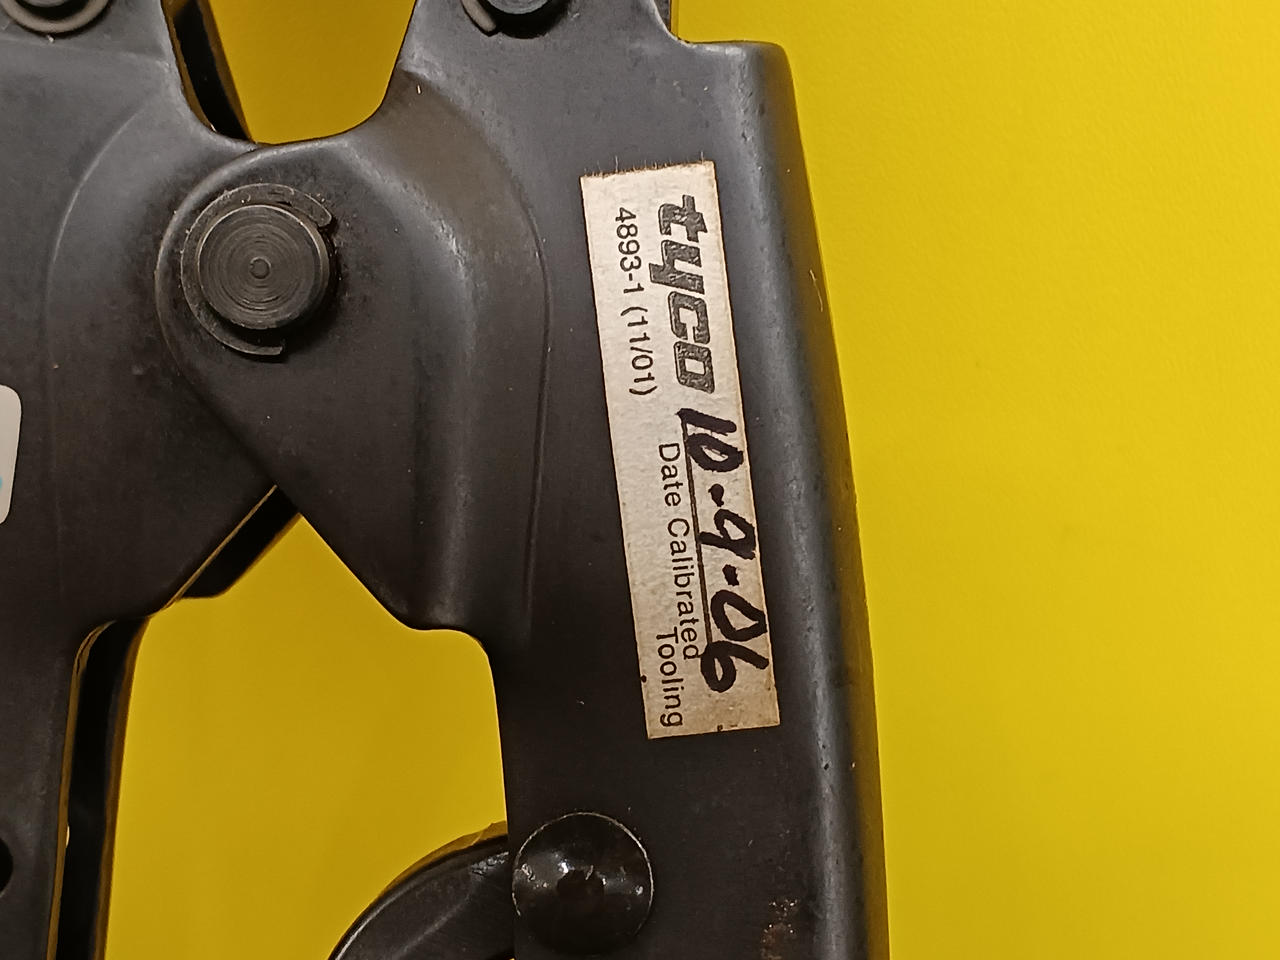 tyco 10-9-06
4893-1 (11/01) Date Calibrated
Tooling